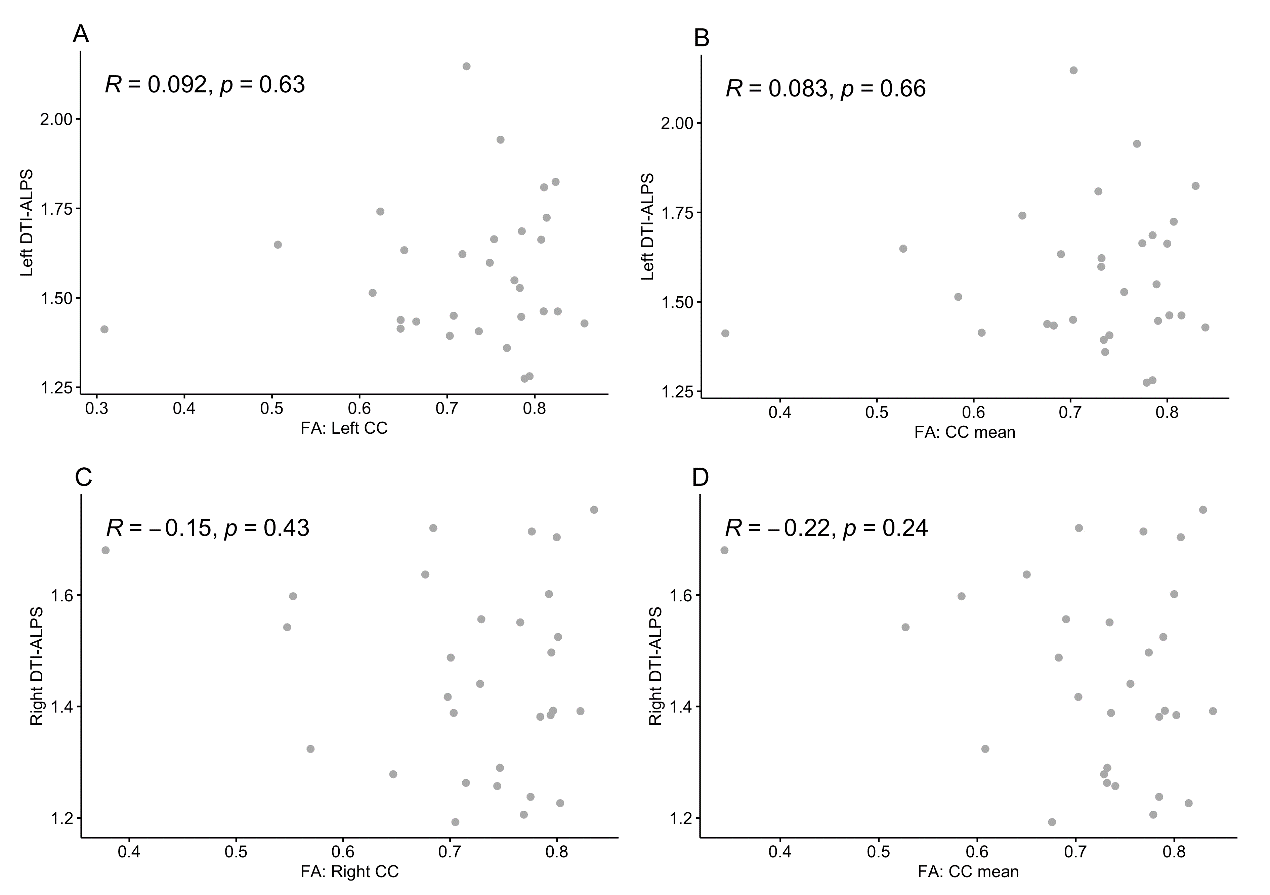 A
R = 0.092, p = 0.63
2.00
1.75
1.50
1.25
Left DTI-ALPS
0.3 0.4 0.5 0.6 0.7 0.8
FA: Left CC
B
R = 0.083, p = 0.66
2.00
1.75
1.50
1.25
Left DTI-ALPS
0.4 0.5 0.6 0.7 0.8
FA: CC mean
C
R = −0.15, p = 0.43
1.6
1.4
1.2
Right DTI-ALPS
0.4 0.5 0.6 0.7 0.8
FA: Right CC
D
R = −0.22, p = 0.24
1.6
1.4
1.2
Right DTI-ALPS
0.4 0.5 0.6 0.7 0.8
FA: CC mean